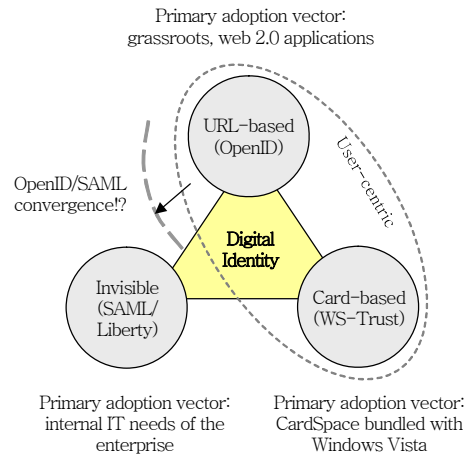 Primary adoption vector:
grassroots, web 2.0 applications
URL-based
(OpenID)
User-centric
OpenID/SAML
convergence!?
Digital
Identity
Invisible
(SAML/
Liberty)
Card-based
(WS-Trust)
Primary adoption vector:
internal IT needs of the
enterprise
Primary adoption vector:
CardSpace bundled with
Windows Vista